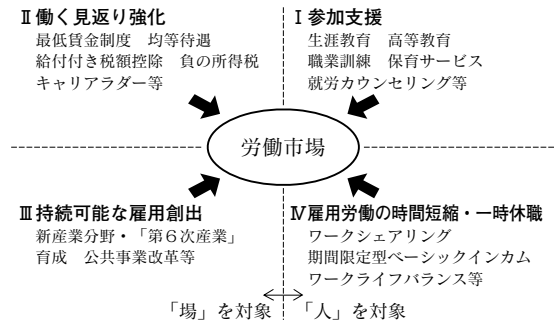 Ⅱ働く見返り強化
最低賃金制度 均等待遇
給付付き税額控除 負の所得税
キャリアラダー等
Ⅰ参加支援
生涯教育 高等教育
職業訓練 保育サービス
就労カウンセリング等
労働市場
Ⅲ持続可能な雇用創出
新産業分野・「第6次産業」
育成 公共事業改革等
Ⅳ雇用労働の時間短縮・一時休職
ワークシェアリング
期間限定型ベーシックインカム
ワークライフバランス等
「場」を対象
「人」を対象